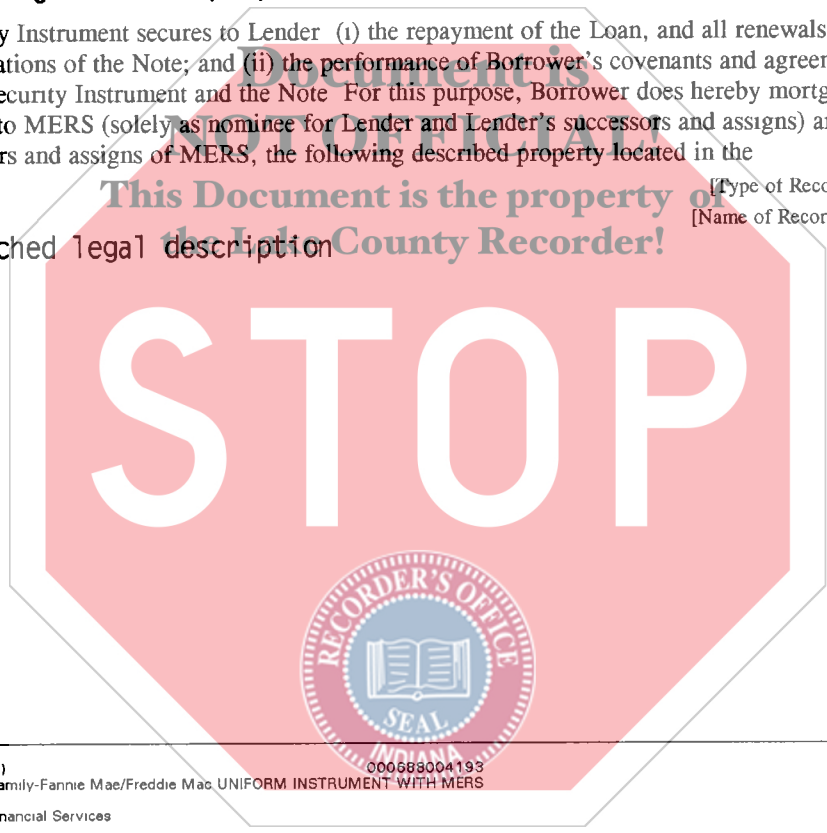 y Instrument secures to Lender (i) the repayment of the Loan, and all renewals
ations of the Note; and (ii) the performance of Borrower's covenants and agreer
ecurity Instrument and the Note For this purpose, Borrower does hereby mortg
to MERS (solely as nominee for Lender and Lender's successors and assigns) a
rs and assigns of MERS, the following described property located in the
[Type of Reco
[Name of Recor
ched legal description
Document is
NOT OFFICIAL!
This Document is the property of
the Lake County Recorder!
STOP
RECORDER'S OFFICE
SEAL
INDIANA
000688004193
amily-Fannie Mae/Freddie Mac UNIFORM INSTRUMENT WITH MERS
nancial Services